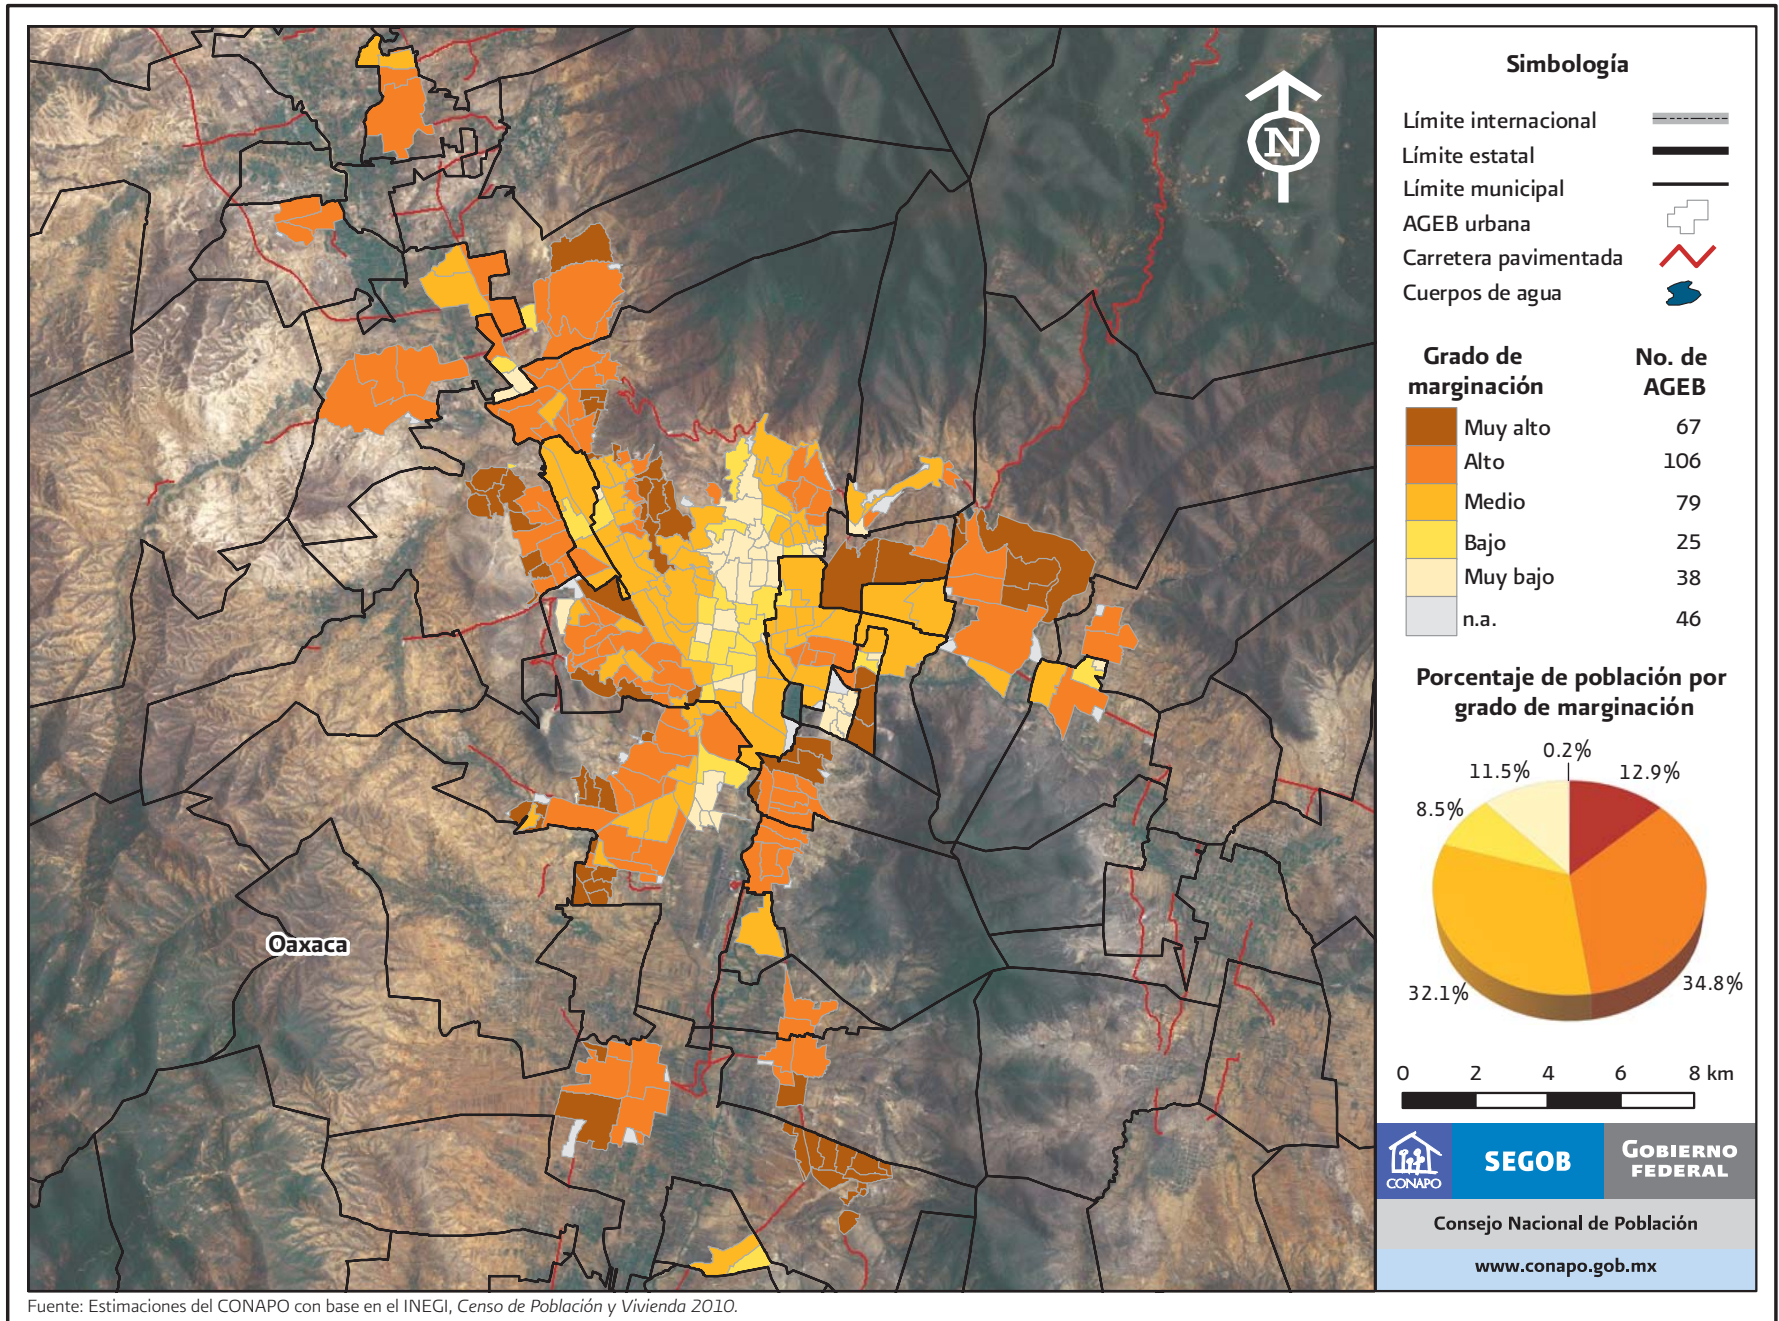 Simbología
Límite internacional
Límite estatal
Límite municipal
AGEB urbana
Carretera pavimentada
Cuerpos de agua
Grado de marginación No. de AGEB
Muy alto 67
Alto 106
Medio 79
Bajo 25
Muy bajo 38
n.a. 46
Porcentaje de población por
grado de marginación
0.2%
11.5% 12.9%
8.5%
32.1% 34.8%
0 2 4 6 8 km
CONAPO
SEGOB
GOBIERNO
FEDERAL
Consejo Nacional de Población
www.conapo.gob.mx
N
Oaxaca
Fuente: Estimaciones del CONAPO con base en el INEGI, Censo de Población y Vivienda 2010.